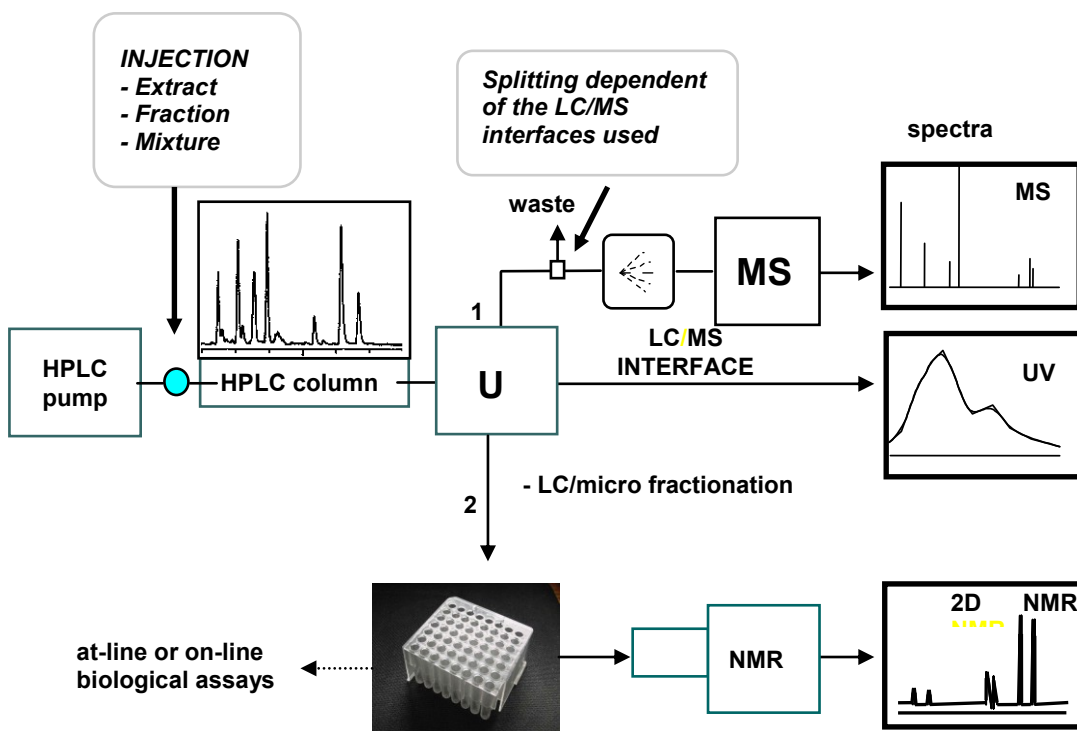 INJECTION
- Extract
- Fraction
- Mixture
Splitting dependent
of the LC/MS
interfaces used
spectra
waste
MS
MS
1
LC/MS
INTERFACE
HPLC
pump
HPLC column
U
UV
2
- LC/micro fractionation
2D NMR
NMR
at-line or on-line
biological assays
NMR